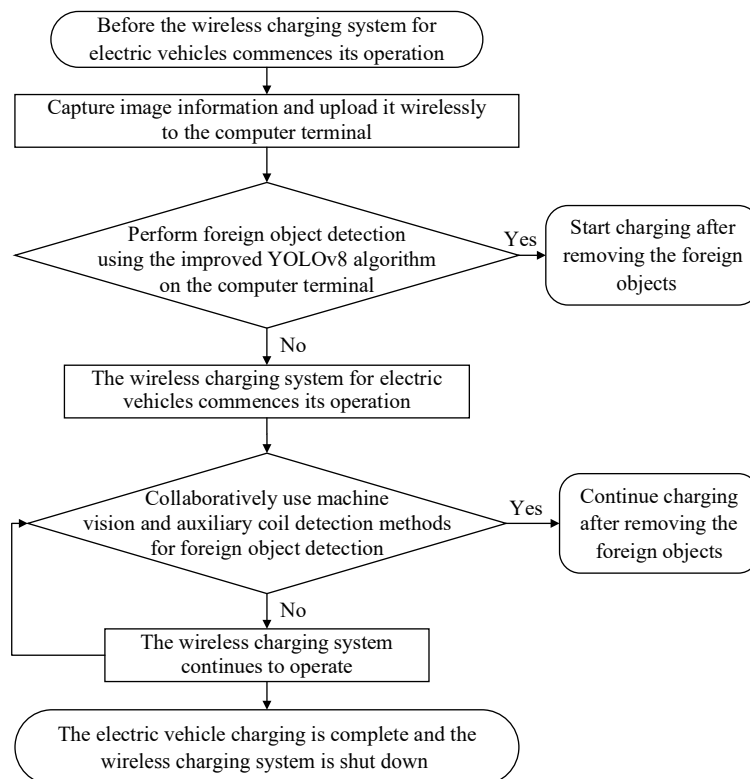 Before the wireless charging system for
electric vehicles commences its operation
Capture image information and upload it wirelessly
to the computer terminal
Perform foreign object detection
using the improved YOLOv8 algorithm
on the computer terminal
Yes
Start charging after
removing the foreign
objects
No
The wireless charging system for electric
vehicles commences its operation
Collaboratively use machine
vision and auxiliary coil detection methods
for foreign object detection
Yes
Continue charging
after removing the
foreign objects
No
The wireless charging system
continues to operate
The electric vehicle charging is complete and the
wireless charging system is shut down